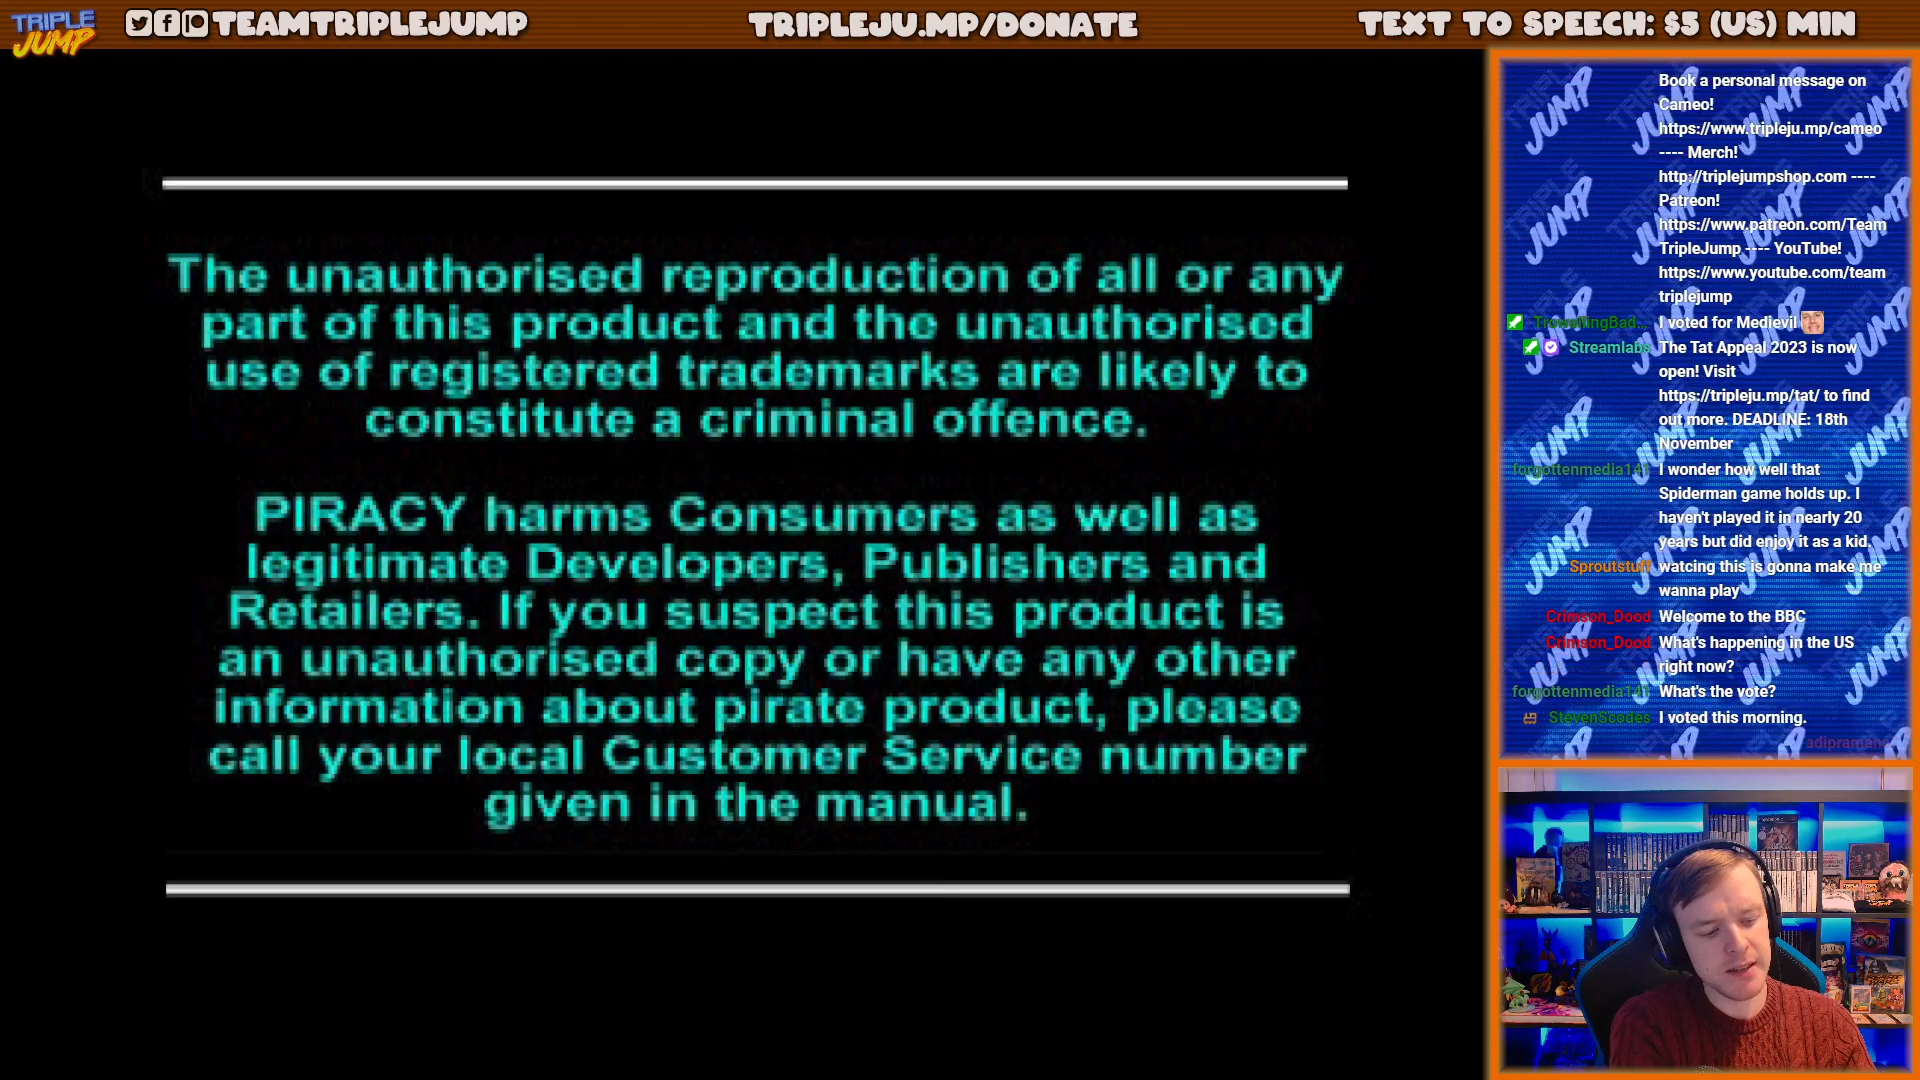 TRIPLE
JUMP
TEAMTRIPLEJUMP
TRIPLEJU.MP/DONATE
TEXT TO SPEECH: $5 (US) MIN
The unauthorised reproduction of all or any
part of this product and the unauthorised
use of registered trademarks are likely to
constitute a criminal offence.
PIRACY harms Consumers as well as
legitimate Developers, Publishers and
Retailers. If you suspect this product is
an unauthorised copy or have any other
information about pirate product, please
call your local Customer Service number
given in the manual.
Book a personal message on
Cameo!
https://www.tripleju.mp/cameo
---- Merch!
http://triplejumpshop.com ----
Patreon!
https://www.patreon.com/Team
TripleJump ---- YouTube!
https://www.youtube.com/team
triplejump
TrowellingBad... I voted for Medievil
Streamlabs The Tat Appeal 2023 is now
open! Visit
https://tripleju.mp/tat/ to find
out more. DEADLINE: 18th
November
forgottenmedia141 I wonder how well that
Spiderman game holds up. I
haven't played it in nearly 20
years but did enjoy it as a kid.
Sproutstuff watcing this is gonna make me
wanna play
Crimson_Dood Welcome to the BBC
Crimson_Dood What's happening in the US
right now?
forgottenmedia141 What's the vote?
StevenScodes I voted this morning.